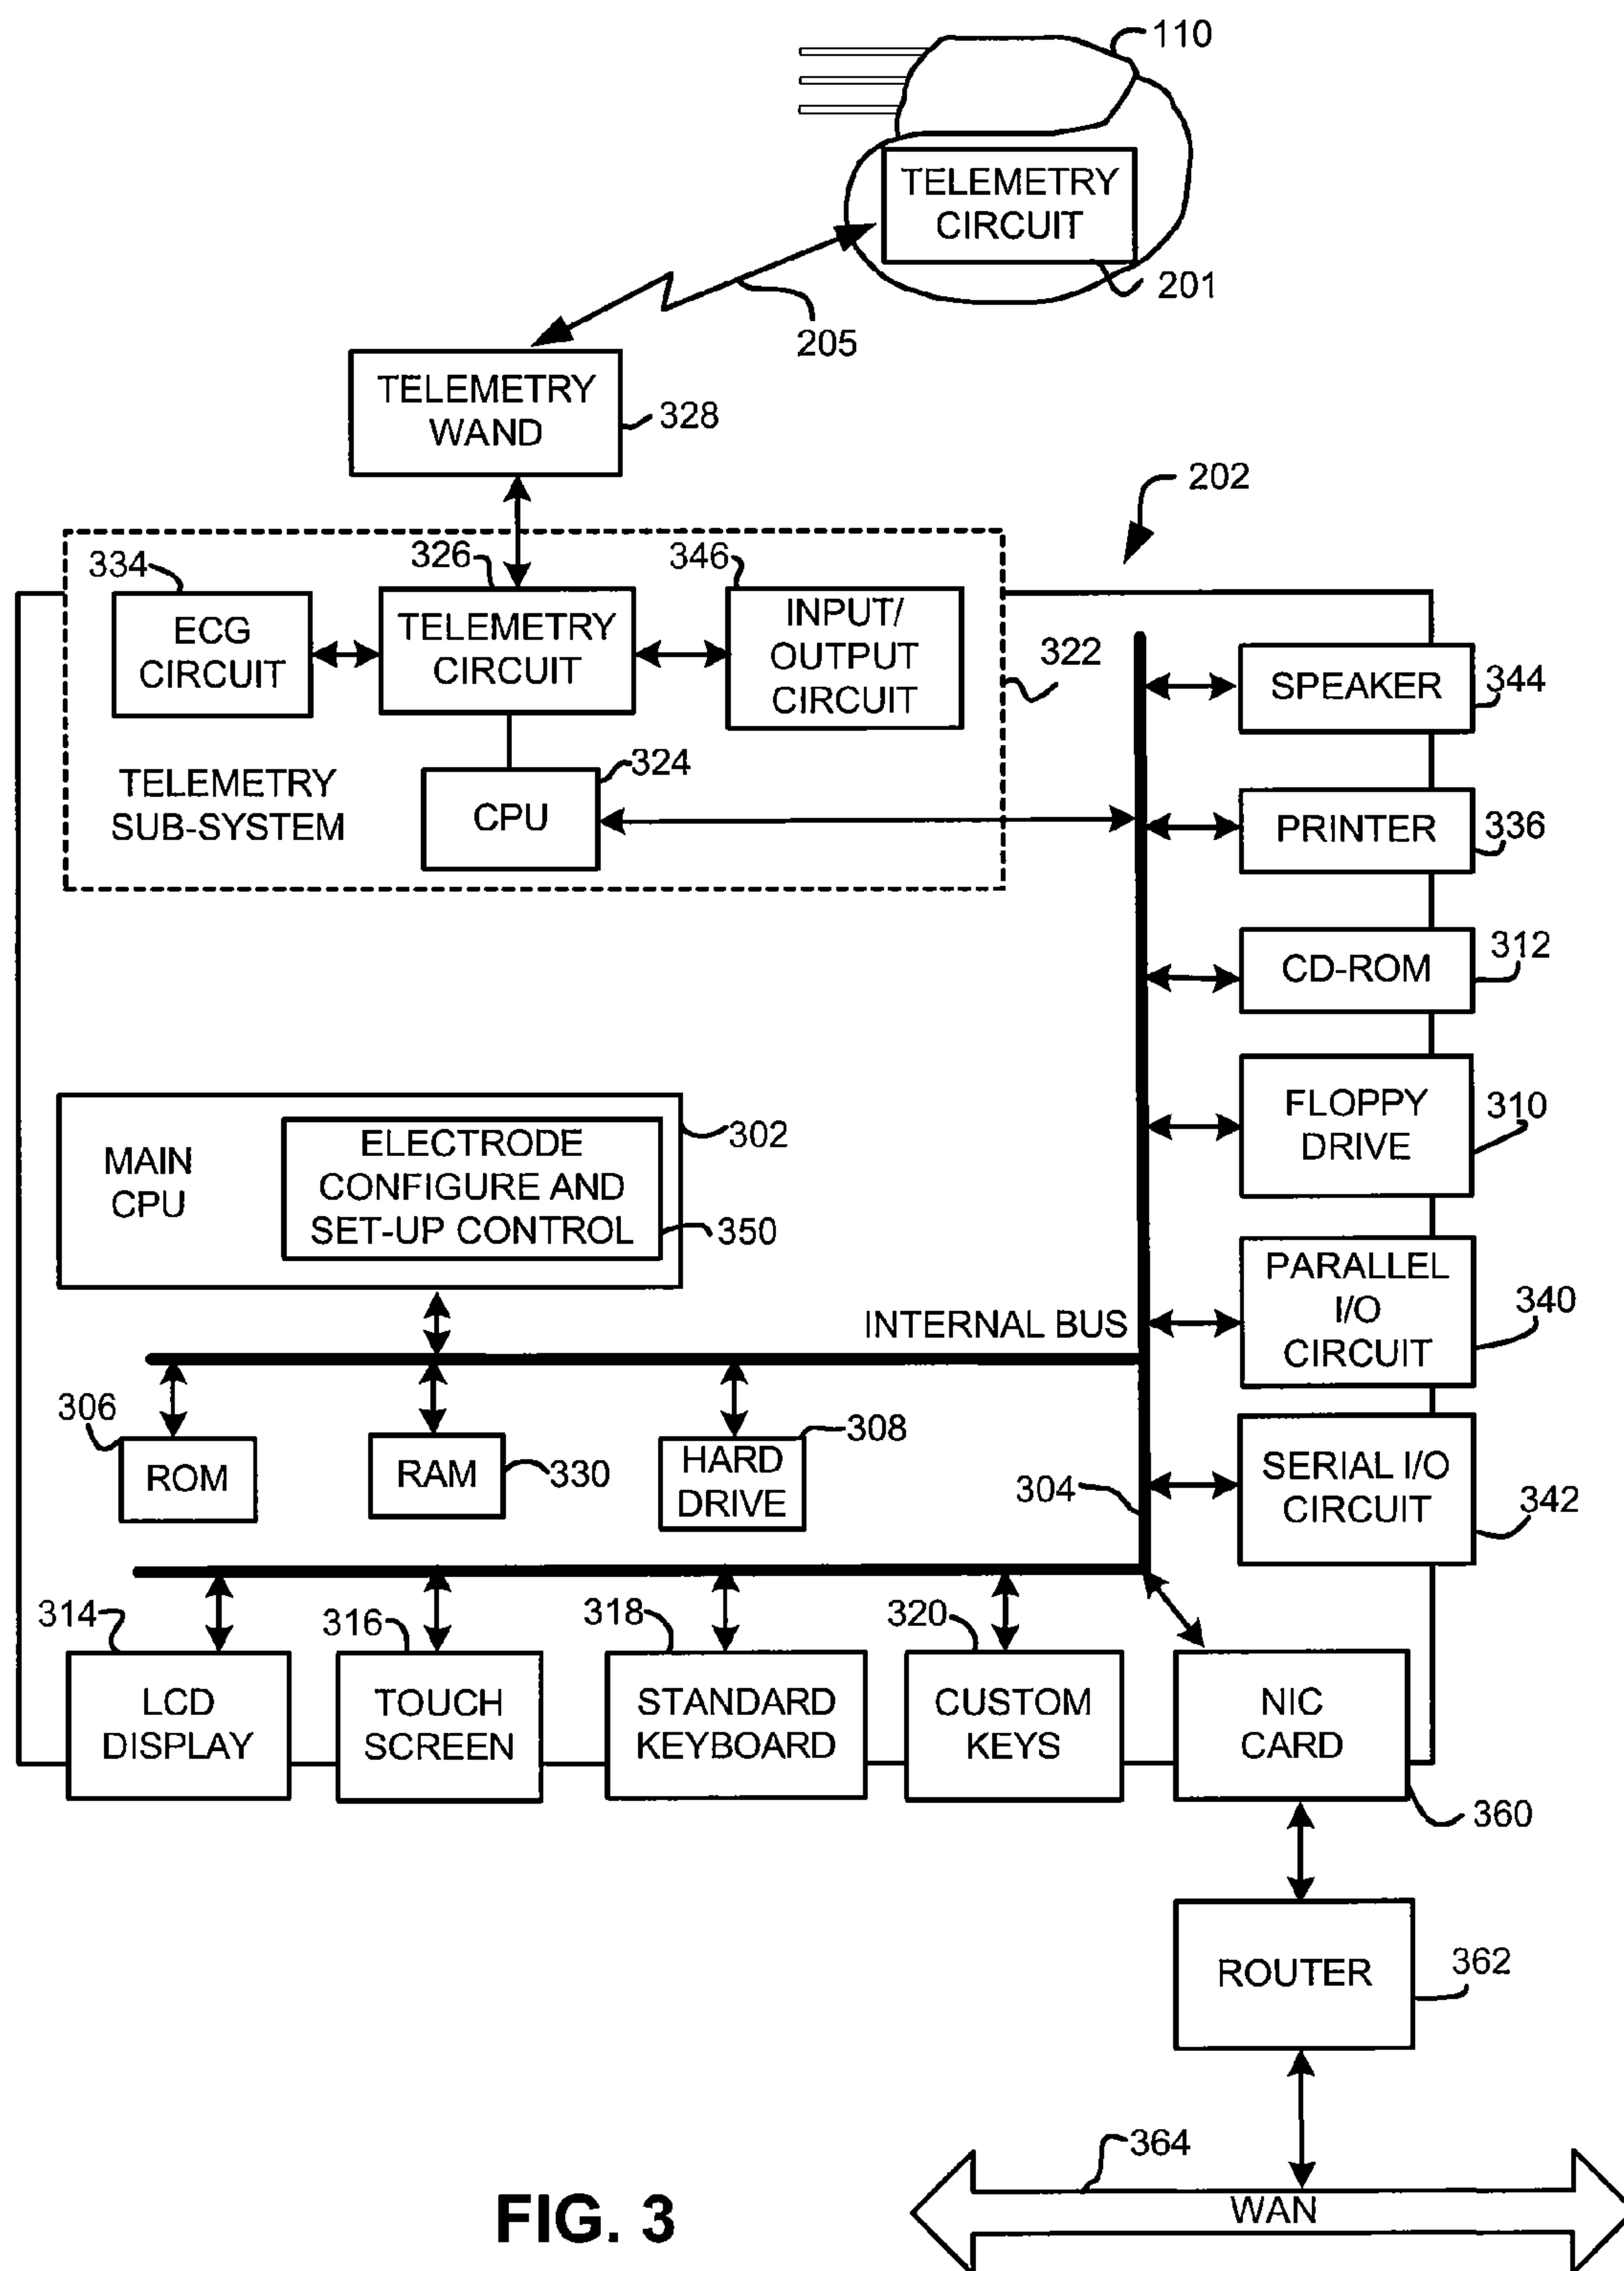 110
TELEMETRY
CIRCUIT
201
205
TELEMETRY
WAND
328
202
334
326
346
ECG
CIRCUIT
TELEMETRY
CIRCUIT
INPUT/
OUTPUT
CIRCUIT
322
SPEAKER
344
324
TELEMETRY
SUB-SYSTEM
CPU
PRINTER
336
CD-ROM
312
FLOPPY
DRIVE
310
MAIN
CPU
ELECTRODE
CONFIGURE AND
SET-UP CONTROL
302
350
PARALLEL
I/O
CIRCUIT
340
INTERNAL BUS
306
ROM
RAM
330
HARD
DRIVE
308
304
SERIAL I/O
CIRCUIT
342
314
316
318
320
LCD
DISPLAY
TOUCH
SCREEN
STANDARD
KEYBOARD
CUSTOM
KEYS
NIC
CARD
360
ROUTER
362
364
WAN
FIG. 3